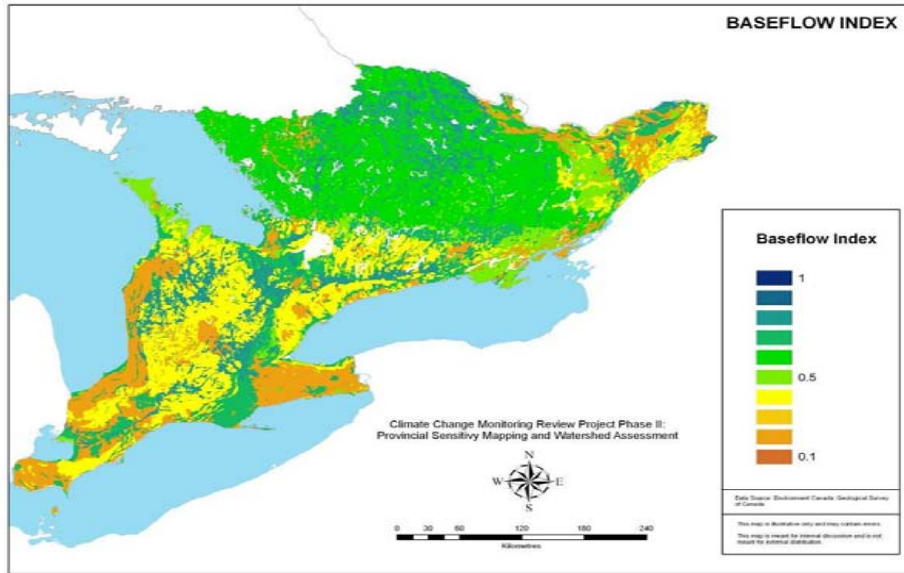 BASEFLOW INDEX
Baseflow Index
1
0.5
0.1
Climate Change Monitoring Review Project Phase II:
Provincial Sensitivy Mapping and Watershed Assessment
N
W E
S
0 30 60 120 180 240
Kilometres
Data Source: Environment Canada; Geological Survey
of Canada
This map is illustrative only and may contain errors.
This map is meant for internal discussion and is not
meant for external distribution.